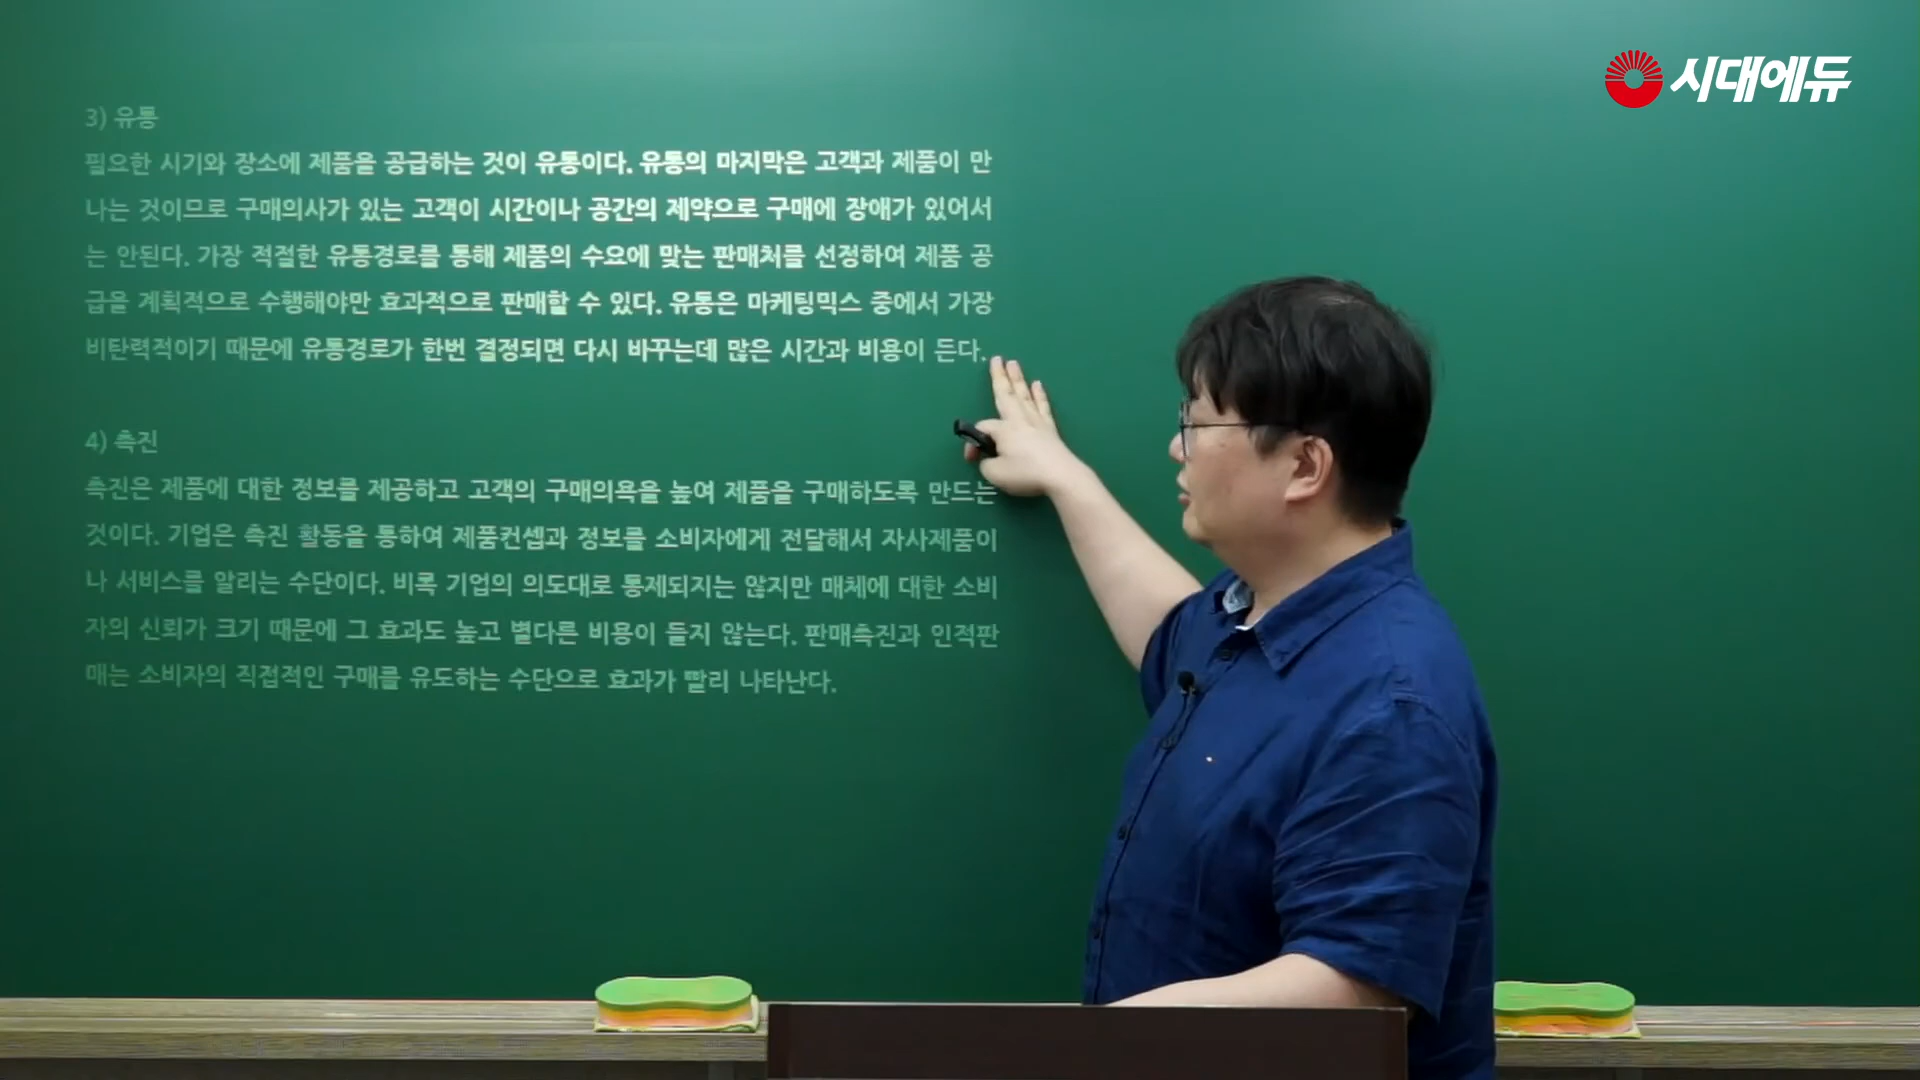 시대에듀
3) 유통
필요한 시기와 장소에 제품을 공급하는 것이 유통이다. 유통의 마지막은 고객과 제품이 만
나는 것이므로 구매의사가 있는 고객이 시간이나 공간의 제약으로 구매에 장애가 있어서
는 안된다. 가장 적절한 유통경로를 통해 제품의 수요에 맞는 판매처를 선정하여 제품 공
급을 계획적으로 수행해야만 효과적으로 판매할 수 있다. 유통은 마케팅믹스 중에서 가장
비탄력적이기 때문에 유통경로가 한번 결정되면 다시 바꾸는데 많은 시간과 비용이 든다.
4) 촉진
촉진은 제품에 대한 정보를 제공하고 고객의 구매의욕을 높여 제품을 구매하도록 만드는
것이다. 기업은 촉진 활동을 통하여 제품컨셉과 정보를 소비자에게 전달해서 자사제품이
나 서비스를 알리는 수단이다. 비록 기업의 의도대로 통제되지는 않지만 매체에 대한 소비
자의 신뢰가 크기 때문에 그 효과도 높고 별다른 비용이 들지 않는다. 판매촉진과 인적판
매는 소비자의 직접적인 구매를 유도하는 수단으로 효과가 빨리 나타난다.